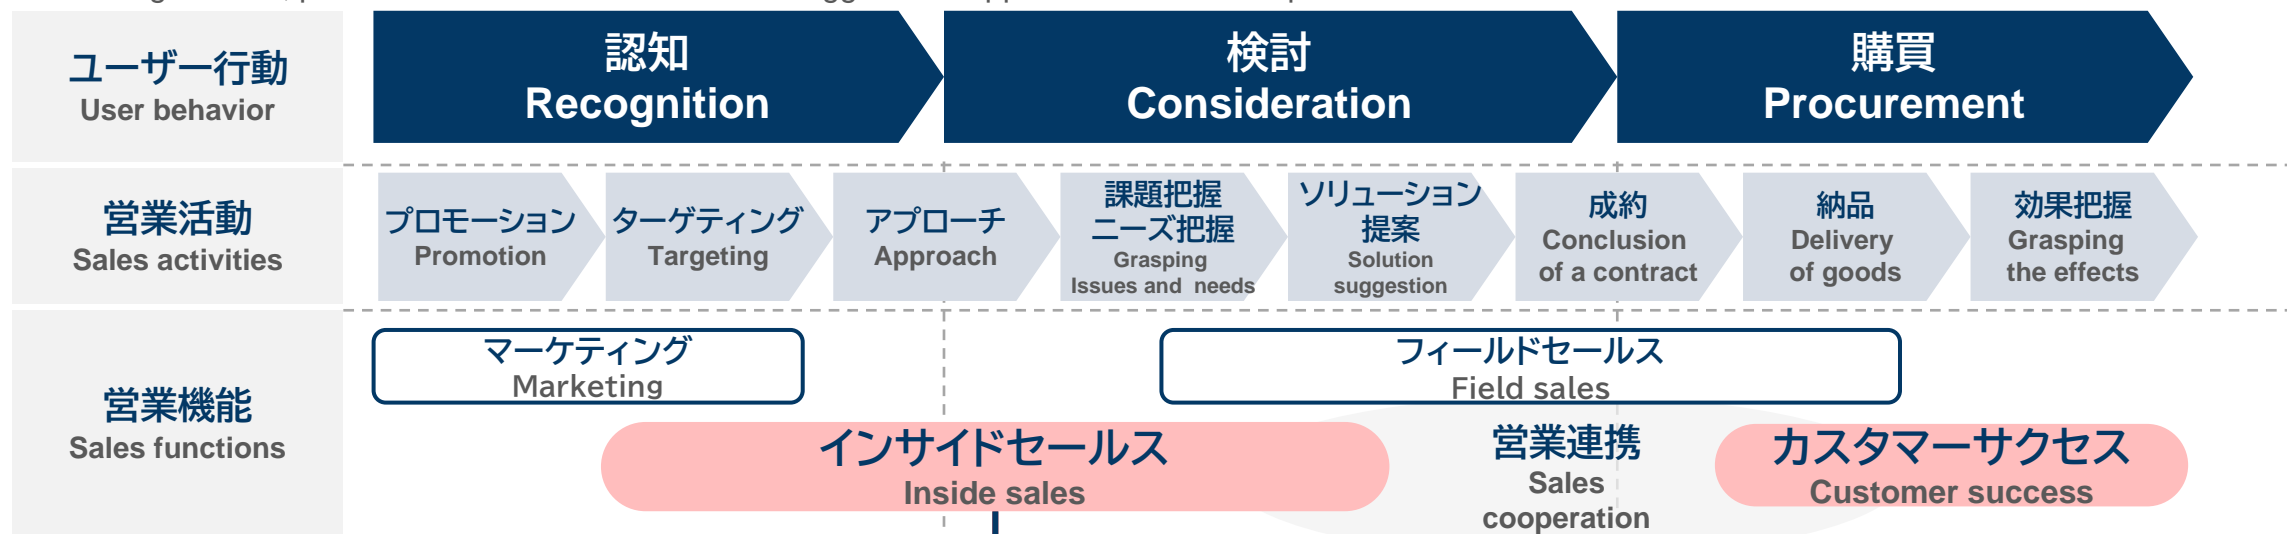 ユーザー行動
User behavior
認知
Recognition
検討
Consideration
購買
Procurement
営業活動
Sales activities
プロモーション
Promotion
ターゲティング
Targeting
アプローチ
Approach
課題把握
ニーズ把握
Grasping
Issues and needs
ソリューション
提案
Solution
suggestion
成約
Conclusion
of a contract
納品
Delivery
of goods
効果把握
Grasping
the effects
営業機能
Sales functions
マーケティング
Marketing
フィールドセールス
Field sales
インサイドセールス
Inside sales
営業連携
Sales
cooperation
カスタマーサクセス
Customer success